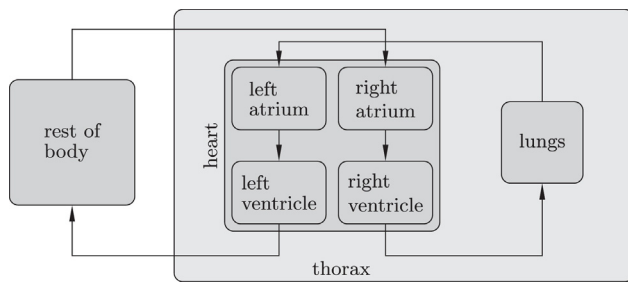 left
atrium
right
atrium
rest of
body
heart
lungs
left
ventricle
right
ventricle
thorax